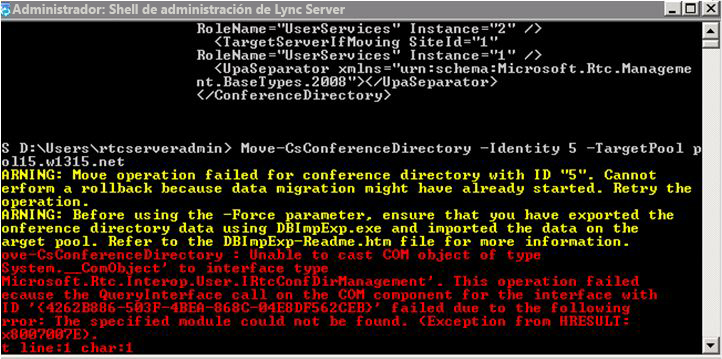 Administrador: Shell de administración de Lync Server
RoleName="UserServices" Instance="2" />
<TargetServerIfMoving SiteId="1"
RoleName="UserServices" Instance="1" />
<UpaSeparator xmlns="urn:schema:Microsoft.Rtc.Manageme
nt.BaseTypes.2008"></UpaSeparator>
</ConferenceDirectory>
S D:\Users\rtcserveradmin> Move-CsConferenceDirectory -Identity 5 -TargetPool p
ol15.w1315.net
ARNING: Move operation failed for conference directory with ID "5". Cannot
erform a rollback because data migration might have already started. Retry the
operation.
ARNING: Before using the -Force parameter, ensure that you have exported the
onference directory data using DBImpExp.exe and imported the data on the
arget pool. Refer to the DBImpExp-Readme.htm file for more information.
ove-CsConferenceDirectory : Unable to cast COM object of type
System.__ComObject' to interface type
Microsoft.Rtc.Interop.User.IRtcConfDirManagement'. This operation failed
ecause the QueryInterface call on the COM component for the interface with
ID '{4262B886-503F-4BEA-868C-04E8DF562CEB}' failed due to the following
error: The specified module could not be found. (Exception from HRESULT:
x8007007E).
t line:1 char:1